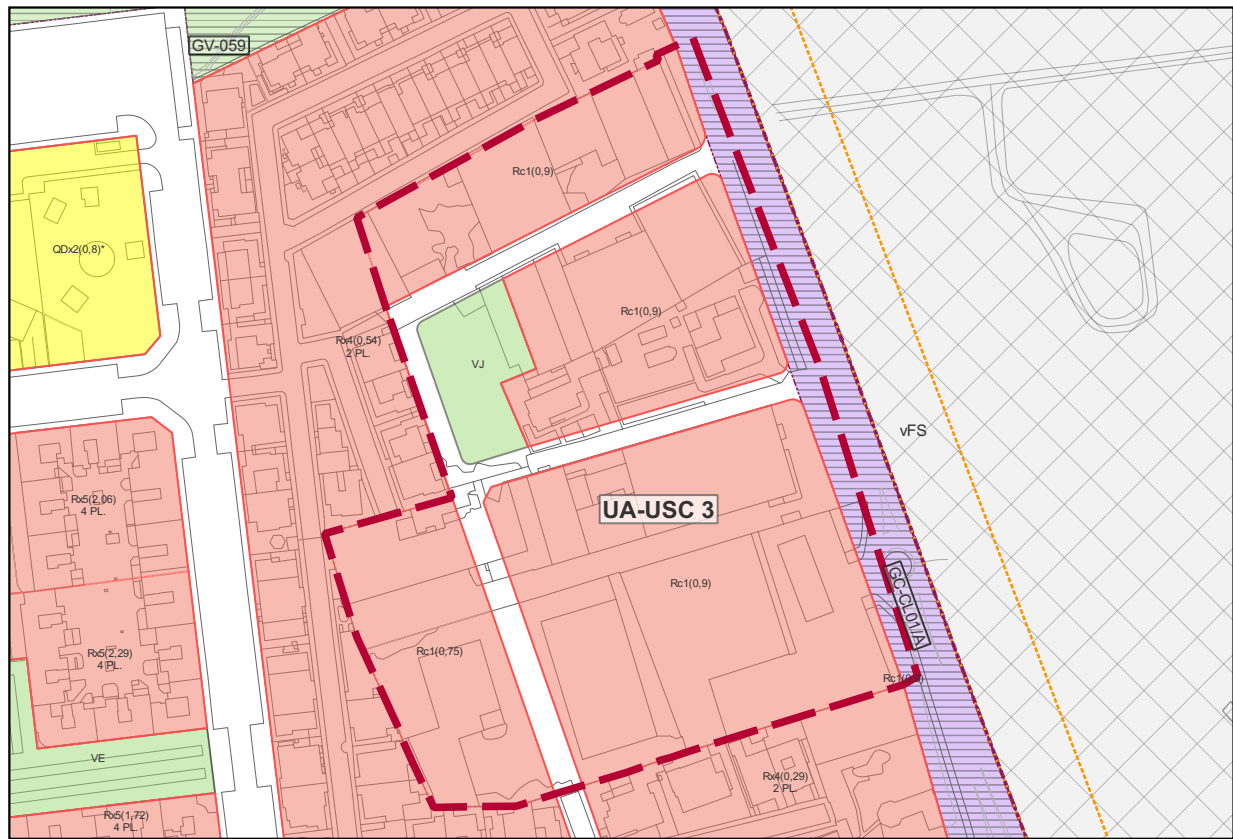 GV-059
Rc1(0,9)
QDx2(0,8)*
Rc1(0,9)
Rx4(0,54)
2 PL.
VJ
vFS
Rx5(2,06)
4 PL.
UA-USC 3
Rc1(0,9)
GC-CL01/A
Rx5(2,29)
4 PL.
Rc1(0,75)
VE
Rx4(0,29)
2 PL.
Rx5(1,72)
4 PL.